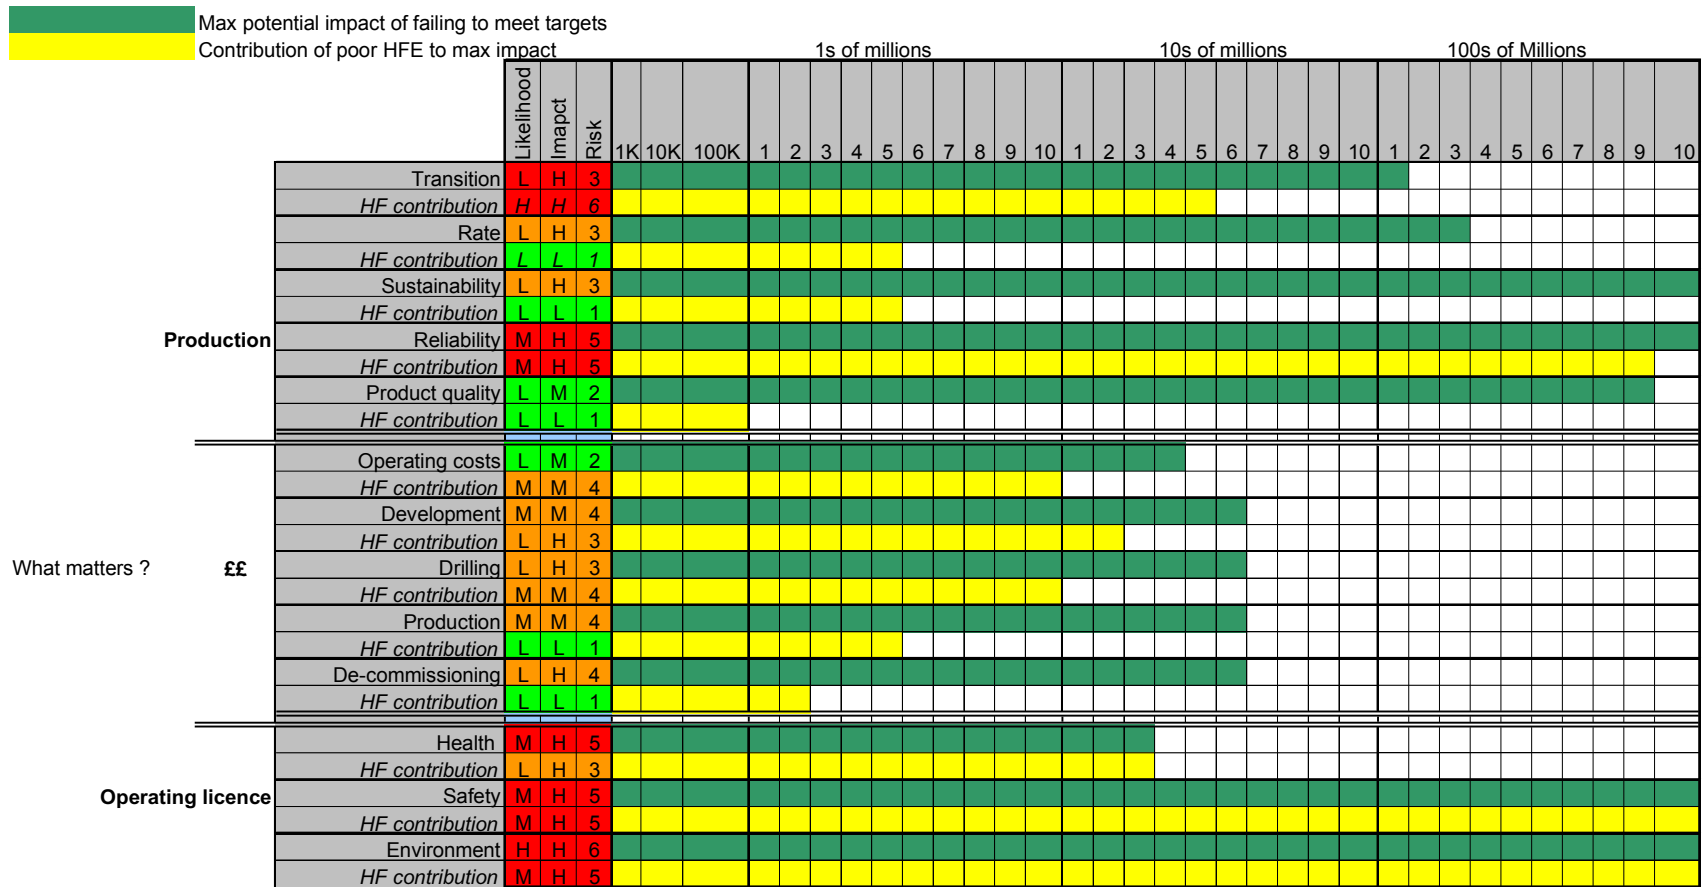 Max potential impact of failing to meet targets
Contribution of poor HFE to max impact 1s of millions 10s of millions 100s of Millions
Likelihood Imapct Risk 1K 10K 100K 1 2 3 4 5 6 7 8 9 10 1 2 3 4 5 6 7 8 9 10 1 2 3 4 5 6 7 8 9 10
Transition L H 3
HF contribution H H 6
Rate L H 3
HF contribution L L 1
Sustainability L H 3
HF contribution L L 1
Production Reliability M H 5
HF contribution M H 5
Product quality L M 2
HF contribution L L 1
Operating costs L M 2
HF contribution M M 4
Development M M 4
HF contribution L H 3
What matters ? ££ Drilling L H 3
HF contribution M M 4
Production M M 4
HF contribution L L 1
De-commissioning L H 4
HF contribution L L 1
Health M H 5
HF contribution L H 3
Operating licence Safety M H 5
HF contribution M H 5
Environment H H 6
HF contribution M H 5